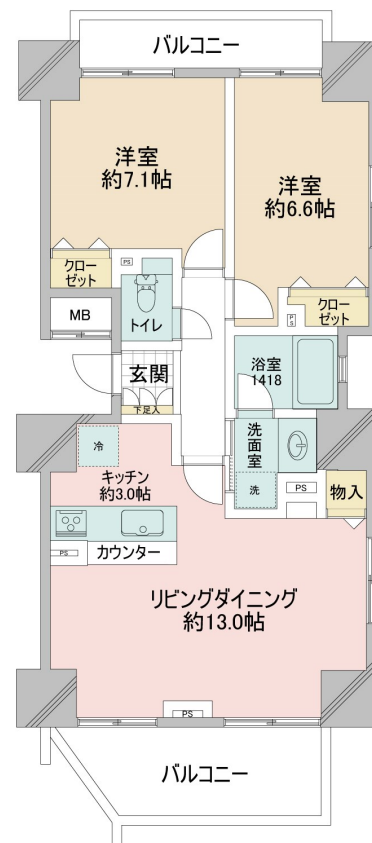 バルコニー
洋室
約7.1帖
洋室
約6.6帖
クロー
ゼット
PS
トイレ
MB
クロー
ゼット
PS
玄関
下足入
浴室
1418
洗面室
冷
キッチン
約3.0帖
洗
PS
物入
PS
カウンター
リビングダイニング
約13.0帖
PS
バルコニー